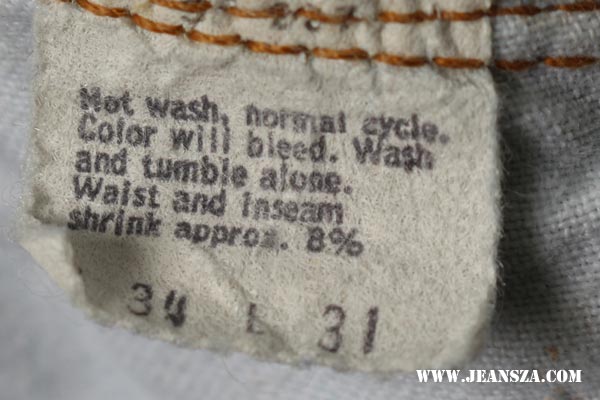 Hot wash, normal cycle.
Color will bleed. Wash
and tumble alone.
Waist and inseam
shrink approx. 8%
34 L 31
WWW.JEANSZA.COM